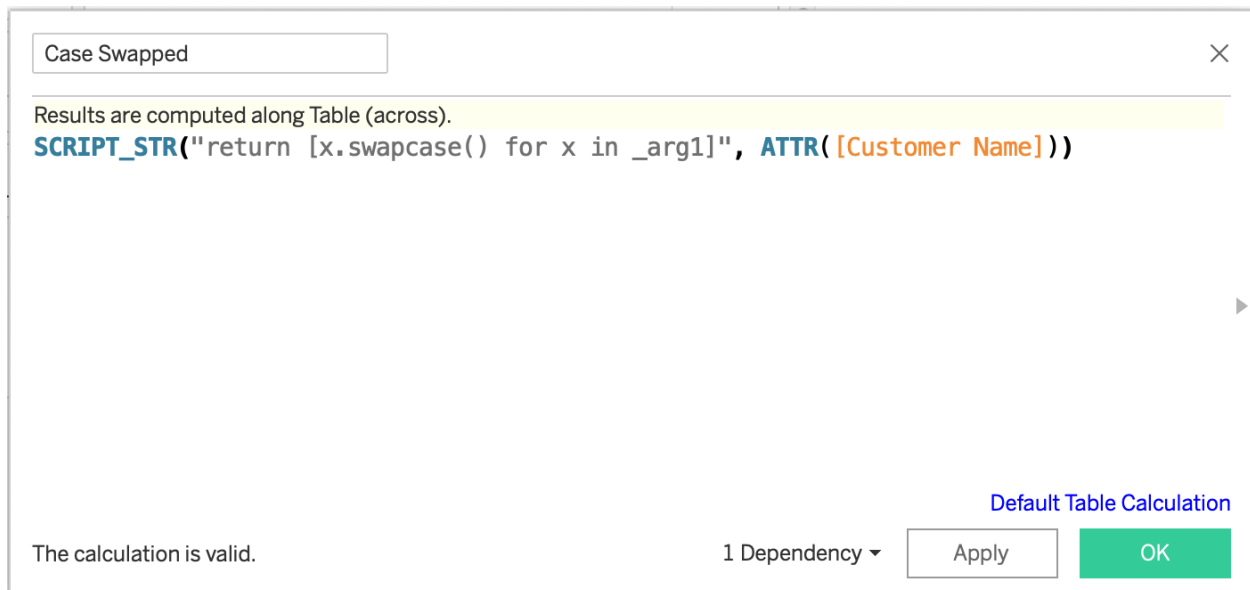 Case Swapped
Results are computed along Table (across).
SCRIPT_STR("return [x.swapcase() for x in _arg1]", ATTR([Customer Name]))
Default Table Calculation
The calculation is valid.
1 Dependency
Apply
OK